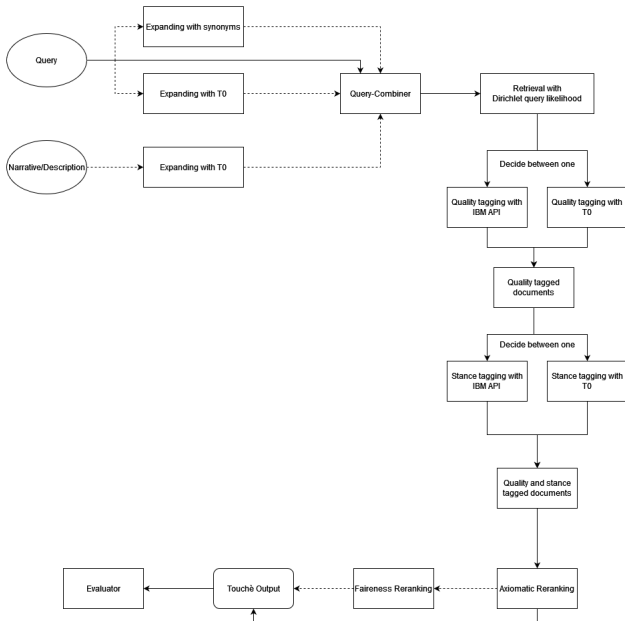 Expanding with synonyms
Query
Expanding with T0
Query-Combiner
Retrieval with
Dirichlet query likelihood
Narrative/Description
Expanding with T0
Decide between one
Quality tagging with
IBM API
Quality tagging with
T0
Quality tagged
documents
Decide between one
Stance tagging with
IBM API
Stance tagging with
T0
Quality and stance
tagged documents
Evaluator
Touchè Output
Faireness Reranking
Axiomatic Reranking